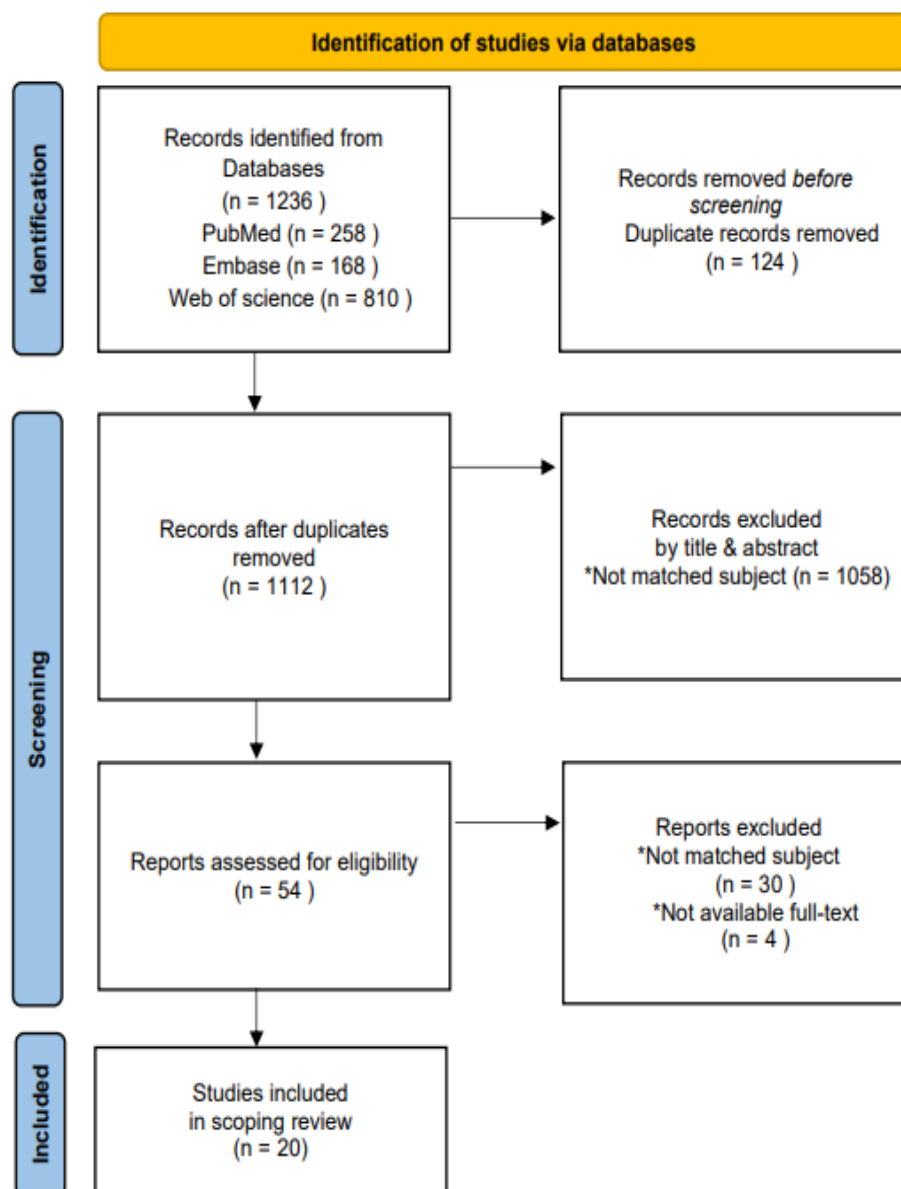 Identification of studies via databases
Identification
Records identified from
Databases
(n = 1236 )
PubMed (n = 258 )
Embase (n = 168 )
Web of science (n = 810 )
Records removed before
screening
Duplicate records removed
(n = 124 )
Screening
Records after duplicates
removed
(n = 1112 )
Records excluded
by title & abstract
*Not matched subject (n = 1058)
Reports assessed for eligibility
(n = 54 )
Reports excluded
*Not matched subject
(n = 30 )
*Not available full-text
(n = 4 )
Included
Studies included
in scoping review
(n = 20)